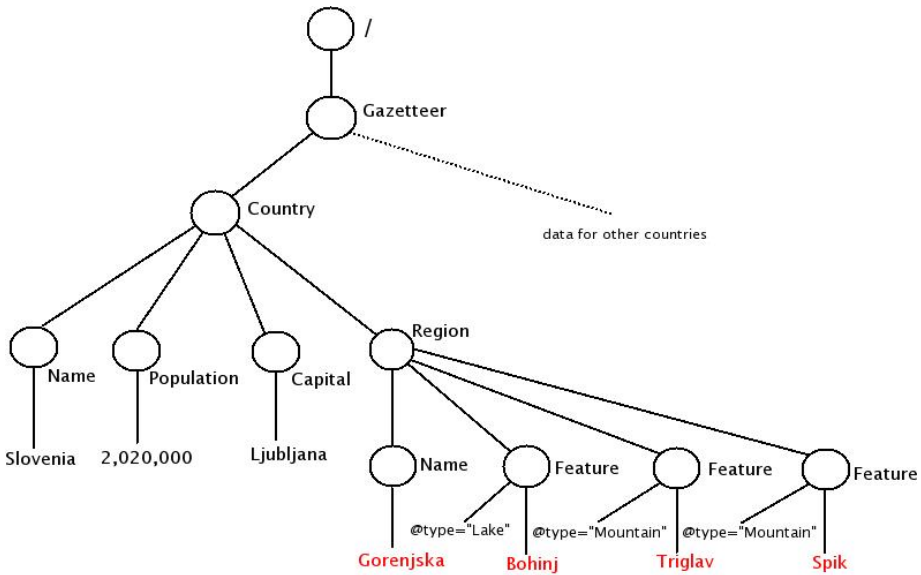 /
Gazetteer
Country
data for other countries
Region
Name
Population
Capital
Slovenia
2,020,000
Ljubljana
Name
Feature
Feature
Feature
@type="Lake"
@type="Mountain"
@type="Mountain"
Gorenjska
Bohinj
Triglav
Spik